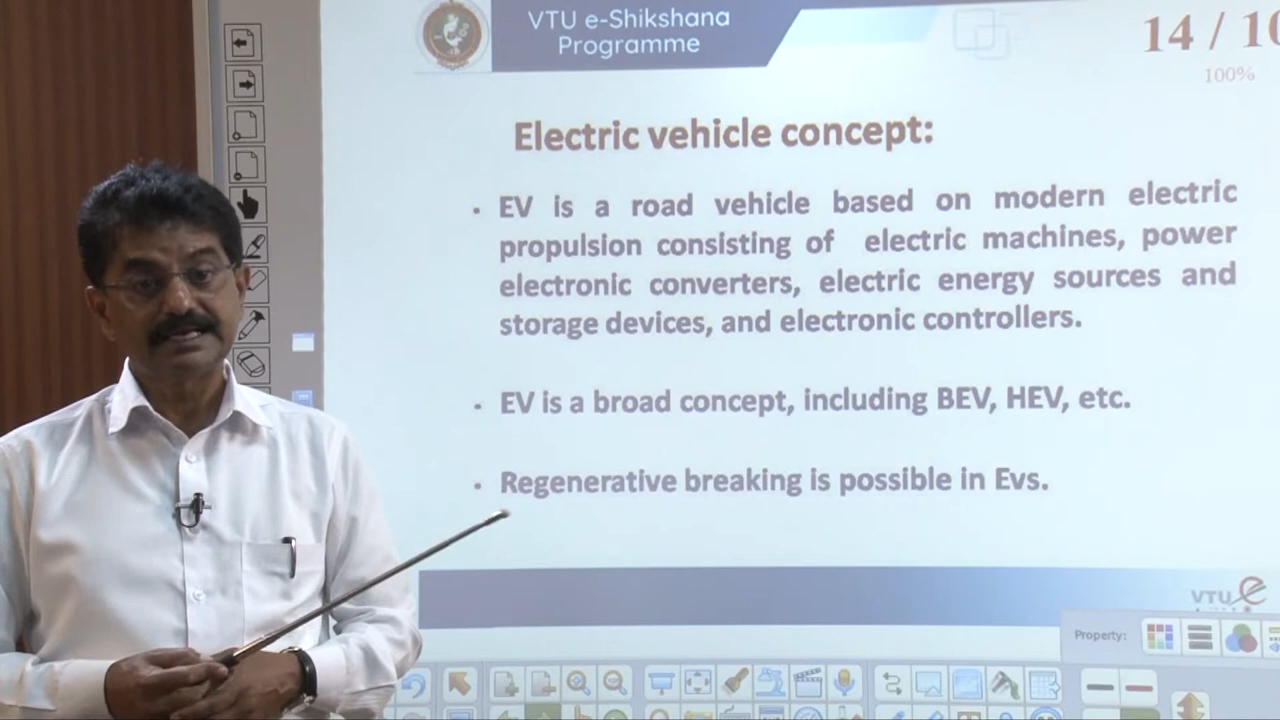 VTU e-Shikshana
Programme
14 / 10
100%
Electric vehicle concept:
• EV is a road vehicle based on modern electric
propulsion consisting of electric machines, power
electronic converters, electric energy sources and
storage devices, and electronic controllers.
• EV is a broad concept, including BEV, HEV, etc.
• Regenerative breaking is possible in Evs.
VTU e
Property: